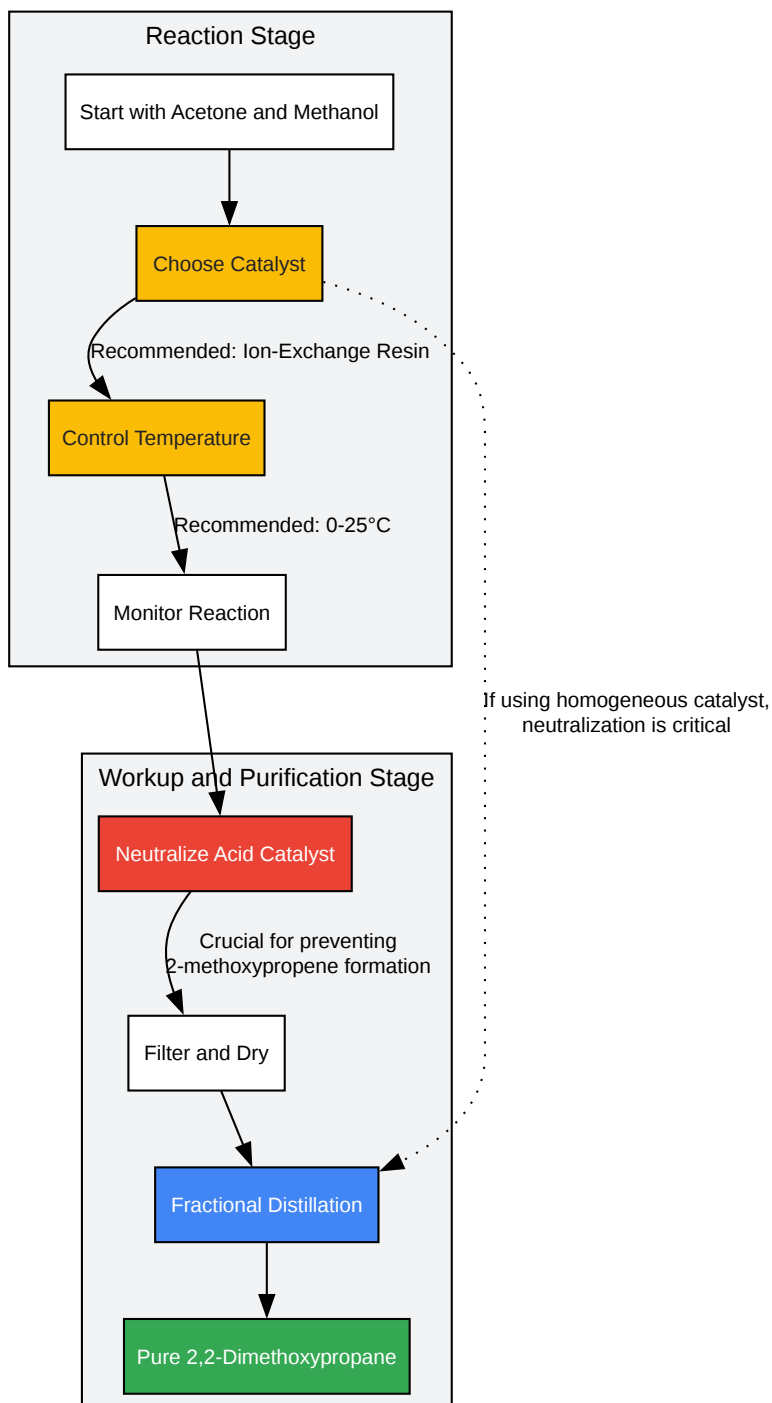 Reaction Stage
Start with Acetone and Methanol
Choose Catalyst
Recommended: Ion-Exchange Resin
Control Temperature
Recommended: 0-25°C
Monitor Reaction
If using homogeneous catalyst,
neutralization is critical
Workup and Purification Stage
Neutralize Acid Catalyst
Crucial for preventing
2-methoxypropene formation
Filter and Dry
Fractional Distillation
Pure 2,2-Dimethoxypropane